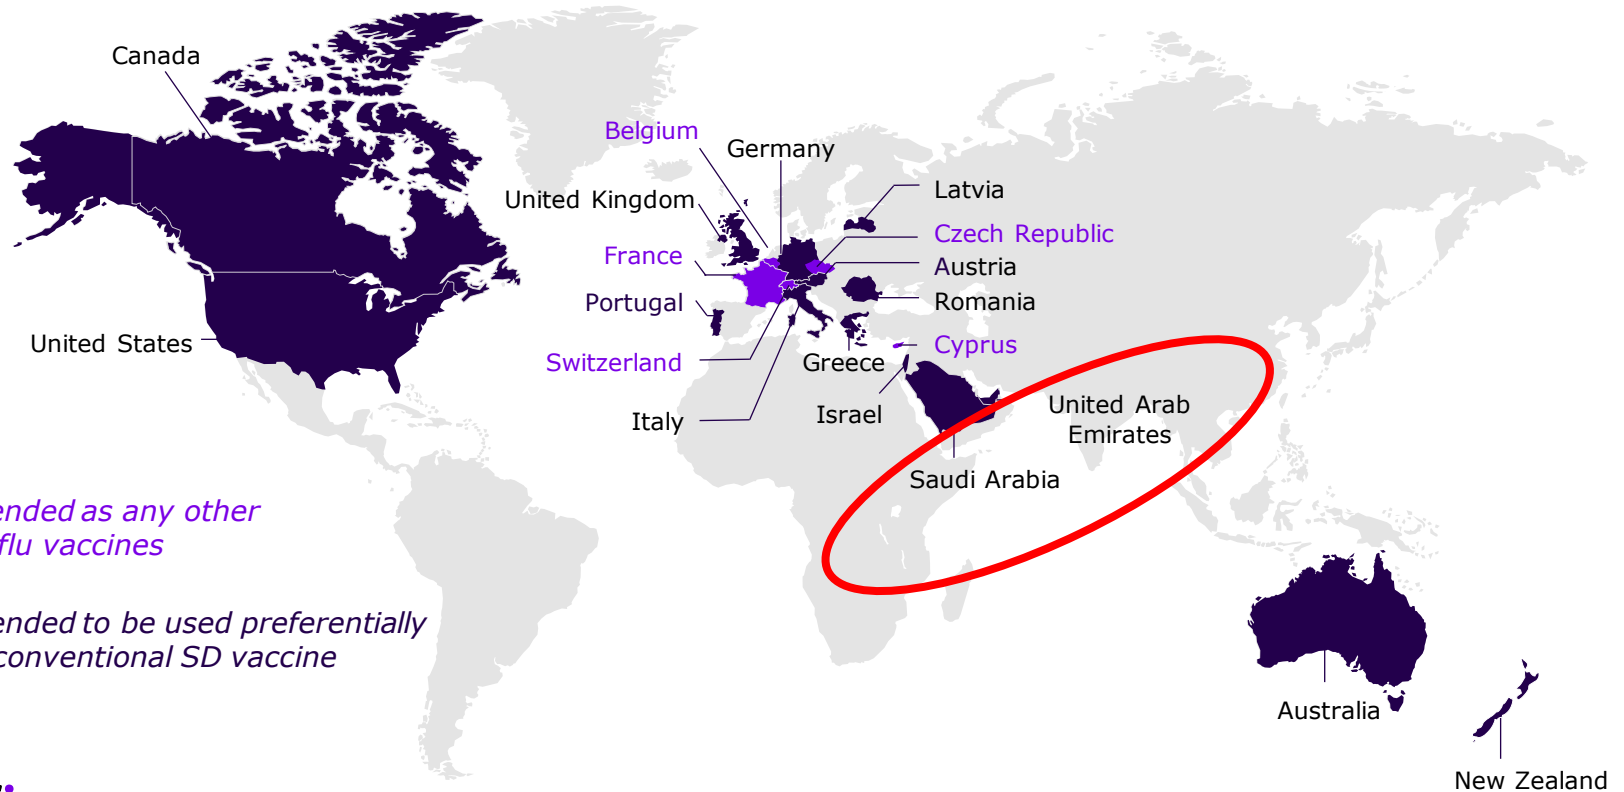 Canada
Belgium
Germany
United Kingdom
Latvia
Czech Republic
France
Austria
Portugal
Romania
United States
Switzerland
Greece
Cyprus
Italy
Israel
United Arab
Emirates
Saudi Arabia
ended as any other
flu vaccines
ended to be used preferentially
conventional SD vaccine
Australia
New Zealand